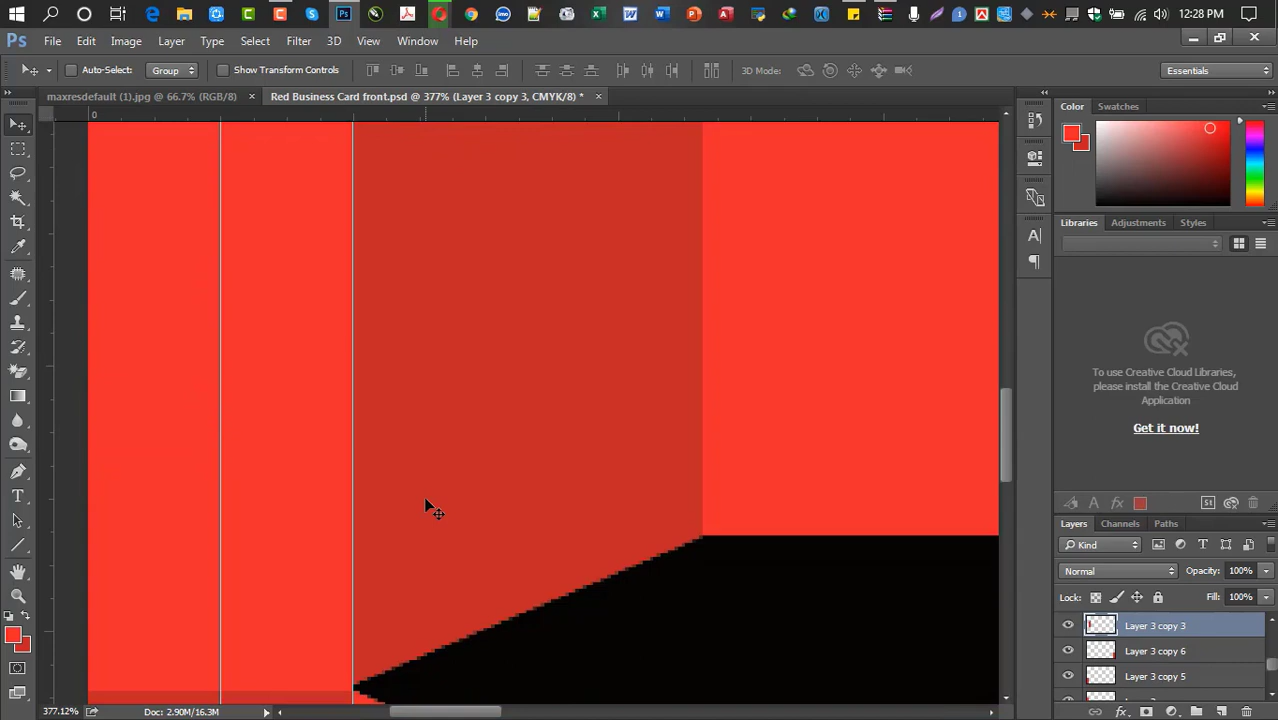 12:28 PM
Ps File Edit Image Layer Type Select Filter 3D View Window Help
Auto-Select: Group Show Transform Controls 3D Mode: Essentials
maxresdefault (1).jpg @ 66.7% (RGB/8) × Red Business Card front.psd @ 377% (Layer 3 copy 3, CMYK/8) * ×
0
Color Swatches
Libraries Adjustments Styles
To use Creative Cloud Libraries,
please install the Creative Cloud
Application
Get it now!
Layers Channels Paths
Kind
Normal Opacity: 100%
Lock: Fill: 100%
Layer 3 copy 3
Layer 3 copy 6
Layer 3 copy 5
377.12% Doc: 2.90M/16.3M